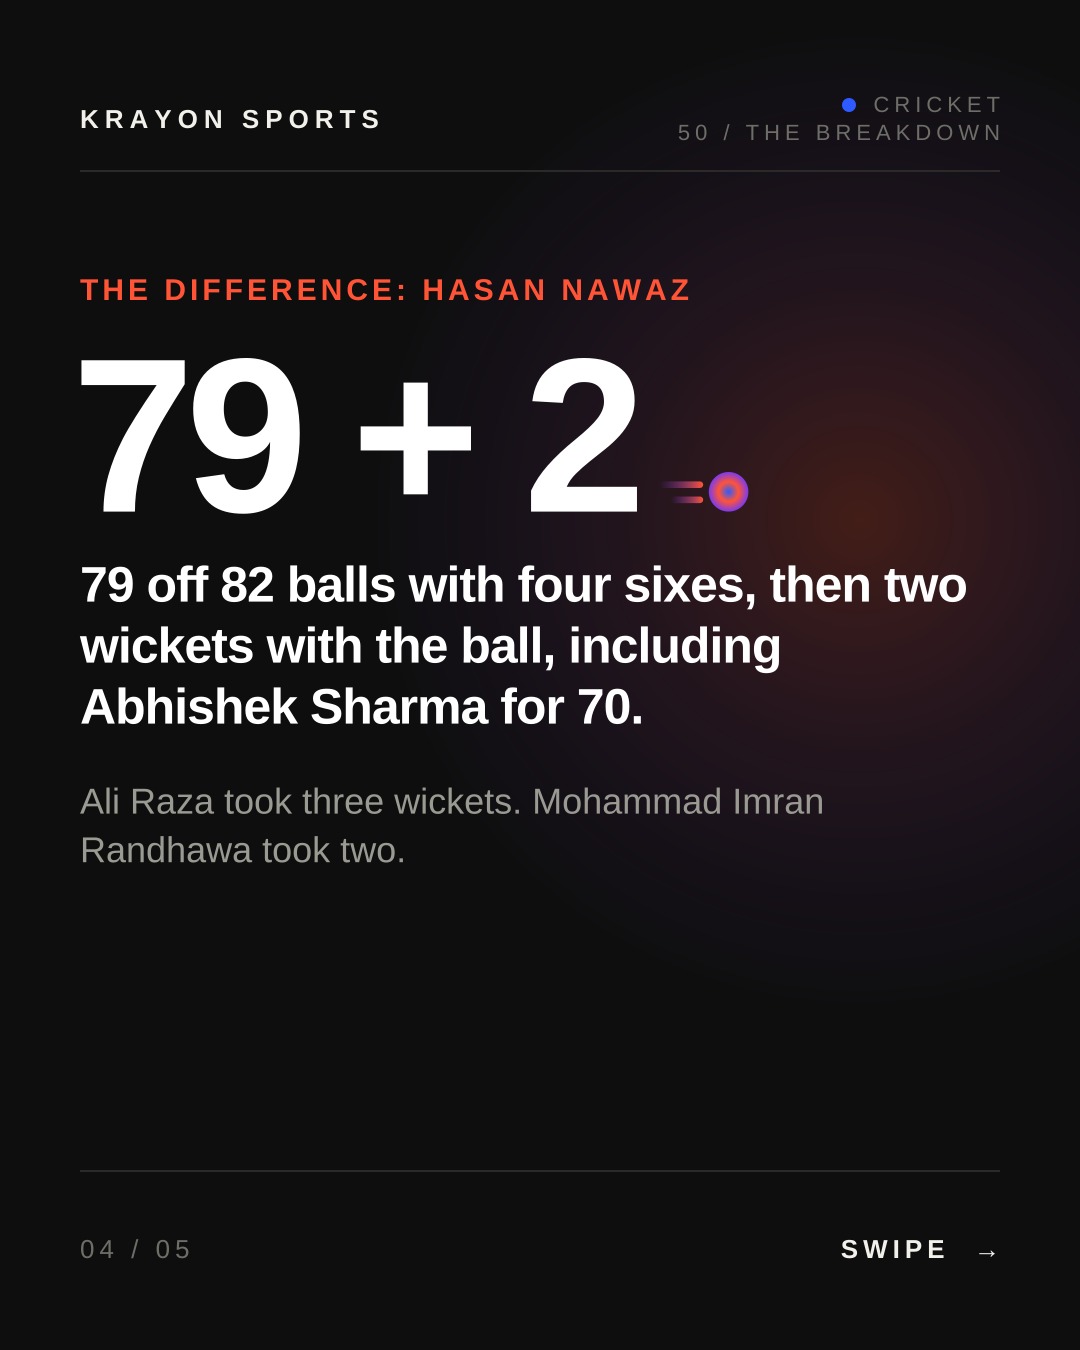 KRAYON SPORTS
CRICKET
50 / THE BREAKDOWN
THE DIFFERENCE: HASAN NAWAZ
79 + 2
79 off 82 balls with four sixes, then two
wickets with the ball, including
Abhishek Sharma for 70.
Ali Raza took three wickets. Mohammad Imran
Randhawa took two.
04 / 05
SWIPE →